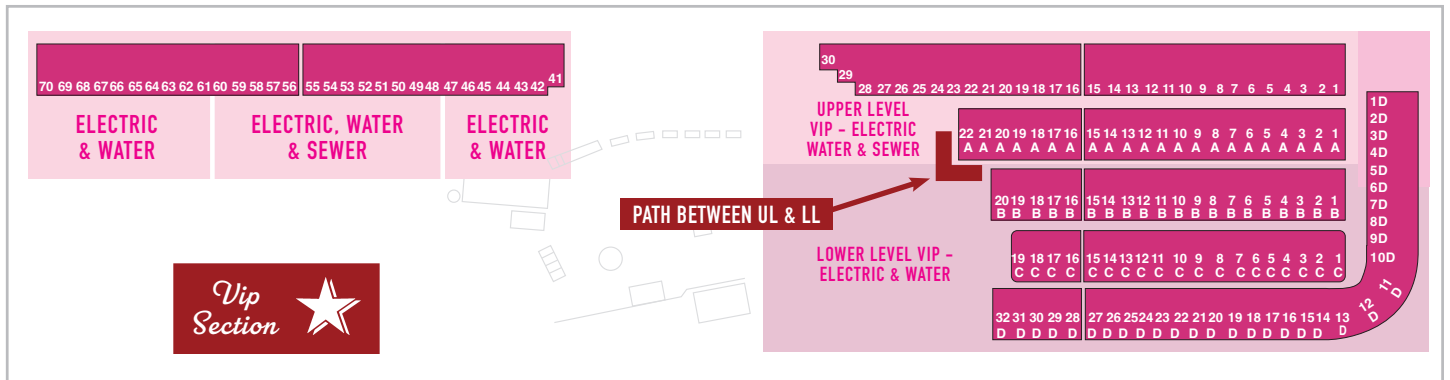 70 69 68 67 66 65 64 63 62 61 60 59 58 57 56 55 54 53 52 51 50 49 48 47 46 45 44 43 42 41
ELECTRIC
& WATER
ELECTRIC, WATER
& SEWER
ELECTRIC
& WATER
30
29
28 27 26 25 24 23 22 21 20 19 18 17 16 15 14 13 12 11 10 9 8 7 6 5 4 3 2 1
UPPER LEVEL
VIP – ELECTRIC
WATER & SEWER
22 21 20 19 18 17 16 15 14 13 12 11 10 9 8 7 6 5 4 3 2 1
A A A A A A A A A A A A A A A A A A A A A A
PATH BETWEEN UL & LL
20 19 18 17 16 15 14 13 12 11 10 9 8 7 6 5 4 3 2 1
B B B B B B B B B B B B B B B B B B B B
LOWER LEVEL VIP –
ELECTRIC & WATER
19 18 17 16 15 14 13 12 11 10 9 8 7 6 5 4 3 2 1
C C C C C C C C C C C C C C C C C C C
32 31 30 29 28 27 26 25 24 23 22 21 20 19 18 17 16 15 14 13
D D D D D D D D D D D D D D D D D D D D
1D
2D
3D
4D
5D
6D
7D
8D
9D
10D
11
D
12
D
Vip
Section